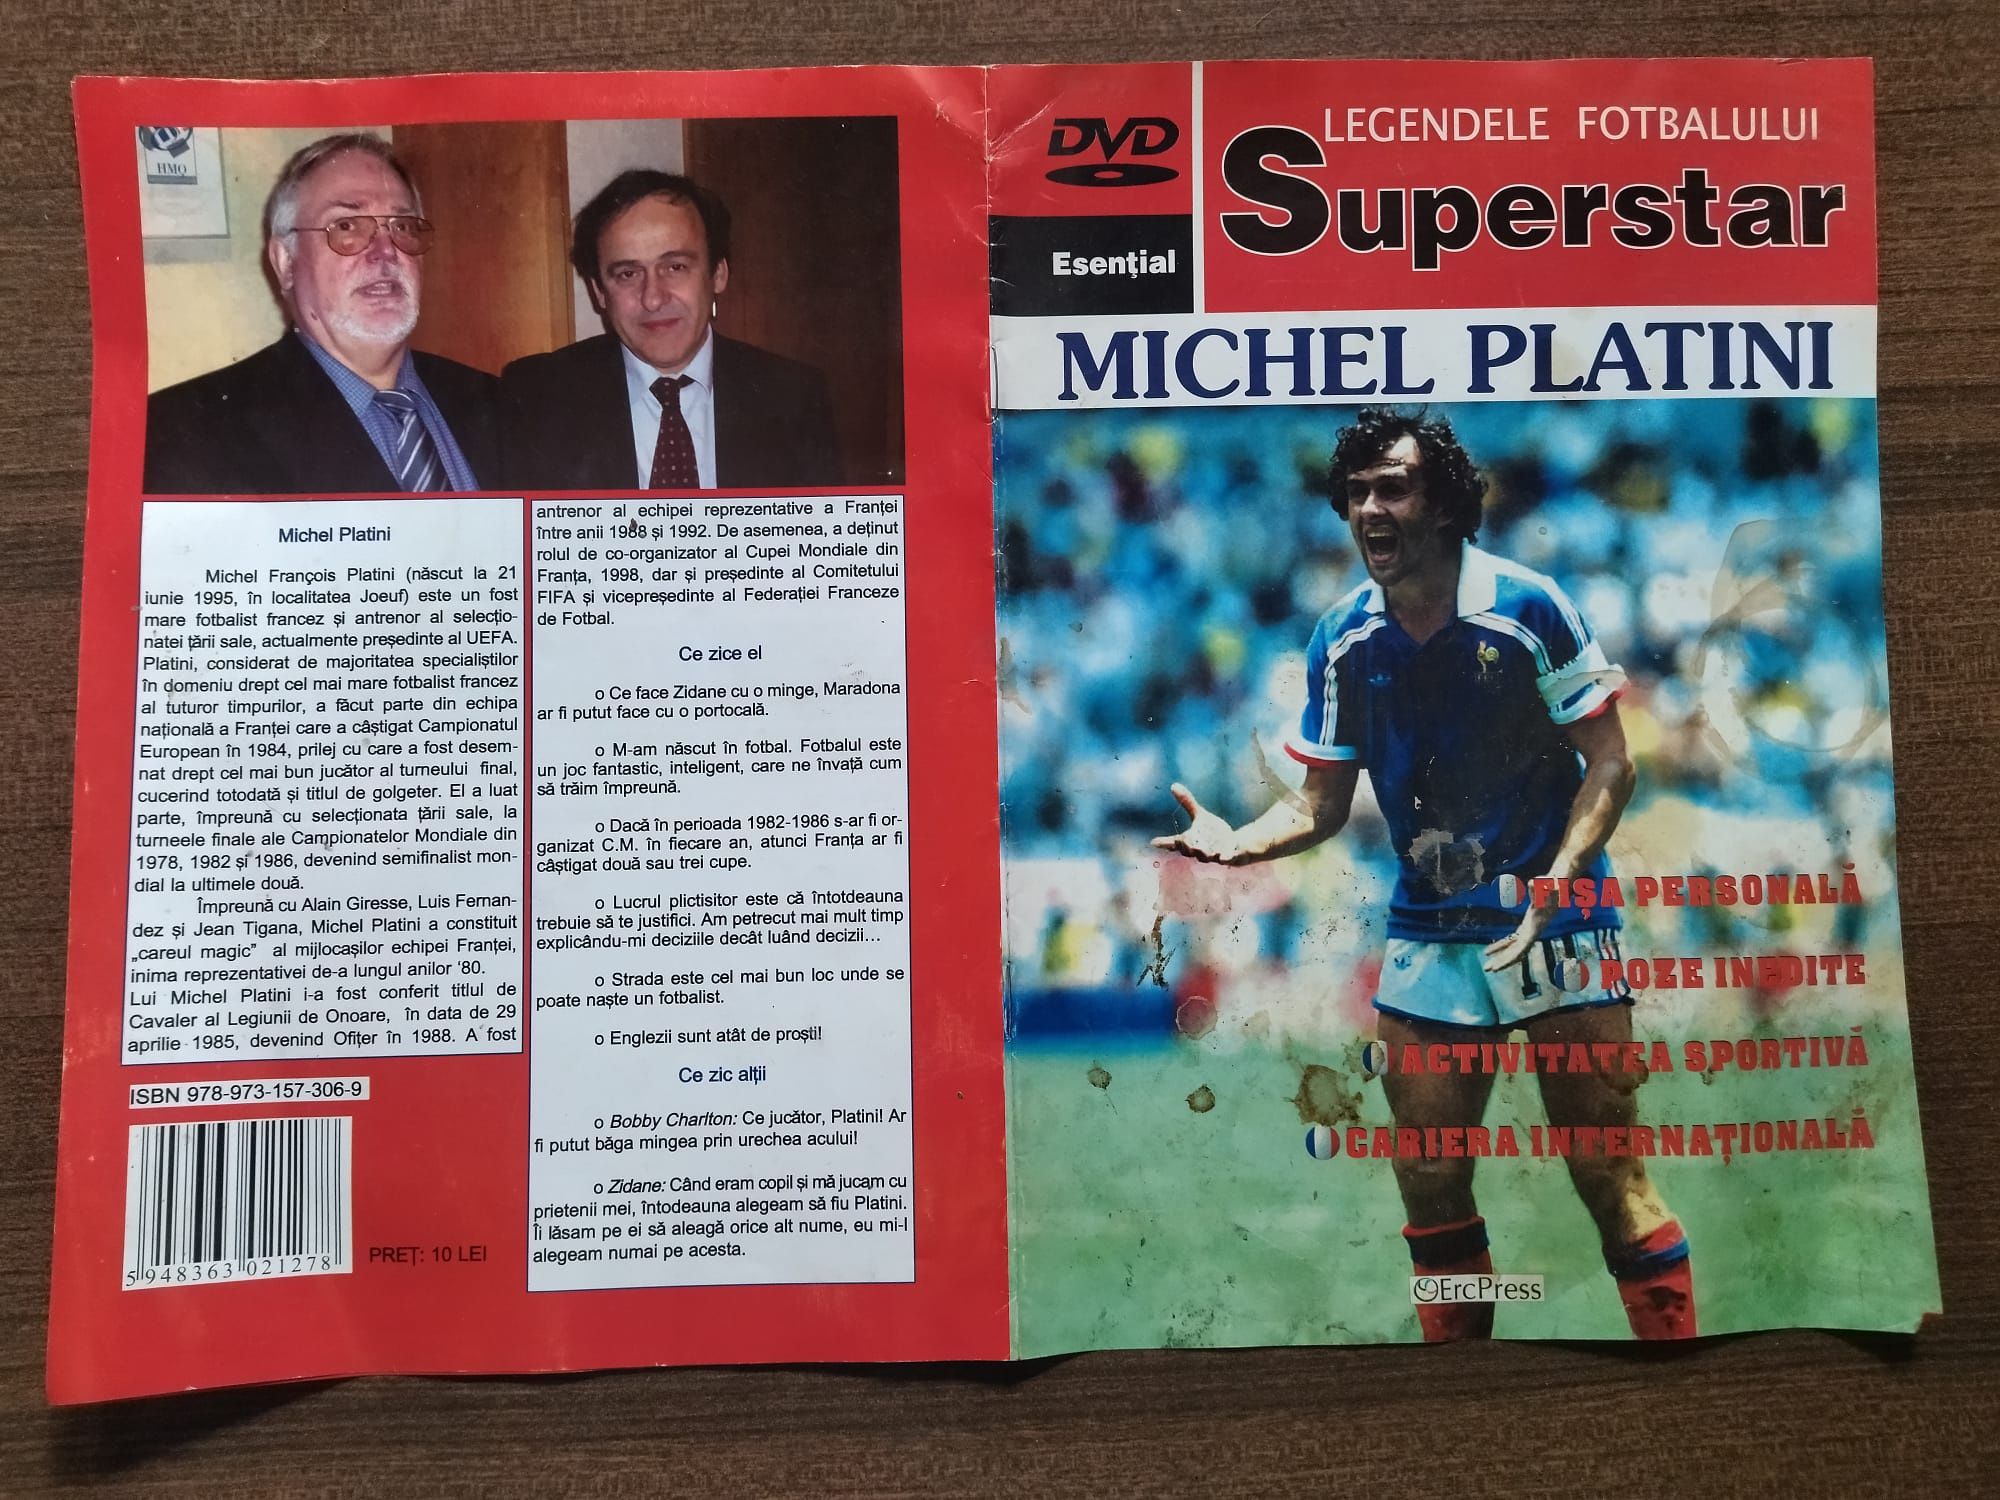 HMQ
Michel Platini
Michel François Platini (născut la 21
iunie 1995, în localitatea Joeuf) este un fost
mare fotbalist francez și antrenor al selecțio-
natei țării sale, actualmente președinte al UEFA.
Platini, considerat de majoritatea specialiștilor
în domeniu drept cel mai mare fotbalist francez
al tuturor timpurilor, a făcut parte din echipa
națională a Franței care a câștigat Campionatul
European în 1984, prilej cu care a fost desem-
nat drept cel mai bun jucător al turneului final,
cucerind totodată și titlul de golgeter. El a luat
parte, împreună cu selecționata țării sale, la
turneele finale ale Campionatelor Mondiale din
1978, 1982 și 1986, devenind semifinalist mon-
dial la ultimele două.
Împreună cu Alain Giresse, Luis Fernan-
dez și Jean Tigana, Michel Platini a constituit
„careul magic” al mijlocașilor echipei Franței,
inima reprezentativei de-a lungul anilor ‘80.
Lui Michel Platini i-a fost conferit titlul de
Cavaler al Legiunii de Onoare, în data de 29
aprilie 1985, devenind Ofițer în 1988. A fost
ISBN 978-973-157-306-9
5 948363 021278
PREȚ: 10 LEI
antrenor al echipei reprezentative a Franței
între anii 1988 și 1992. De asemenea, a deținut
rolul de co-organizator al Cupei Mondiale din
Franța, 1998, dar și președinte al Comitetului
FIFA și vicepreședinte al Federației Franceze
de Fotbal.
Ce zice el
o Ce face Zidane cu o minge, Maradona
ar fi putut face cu o portocală.
o M-am născut în fotbal. Fotbalul este
un joc fantastic, inteligent, care ne învață cum
să trăim împreună.
o Dacă în perioada 1982-1986 s-ar fi or-
ganizat C.M. în fiecare an, atunci Franța ar fi
câștigat două sau trei cupe.
o Lucrul plictisitor este că întotdeauna
trebuie să te justifici. Am petrecut mai mult timp
explicându-mi deciziile decât luând decizii…
o Strada este cel mai bun loc unde se
poate naște un fotbalist.
o Englezii sunt atât de proști!
Ce zic alții
o Bobby Charlton: Ce jucător, Platini! Ar
fi putut băga mingea prin urechea acului!
o Zidane: Când eram copil și mă jucam cu
prietenii mei, întodeauna alegeam să fiu Platini.
Îi lăsam pe ei să aleagă orice alt nume, eu mi-l
alegeam numai pe acesta.
DVD
Esențial
LEGENDELE FOTBALULUI
Superstar
MICHEL PLATINI
FIȘA PERSONALĂ
POZE INEDITE
ACTIVITATEA SPORTIVĂ
CARIERA INTERNAȚIONALĂ
ErcPress